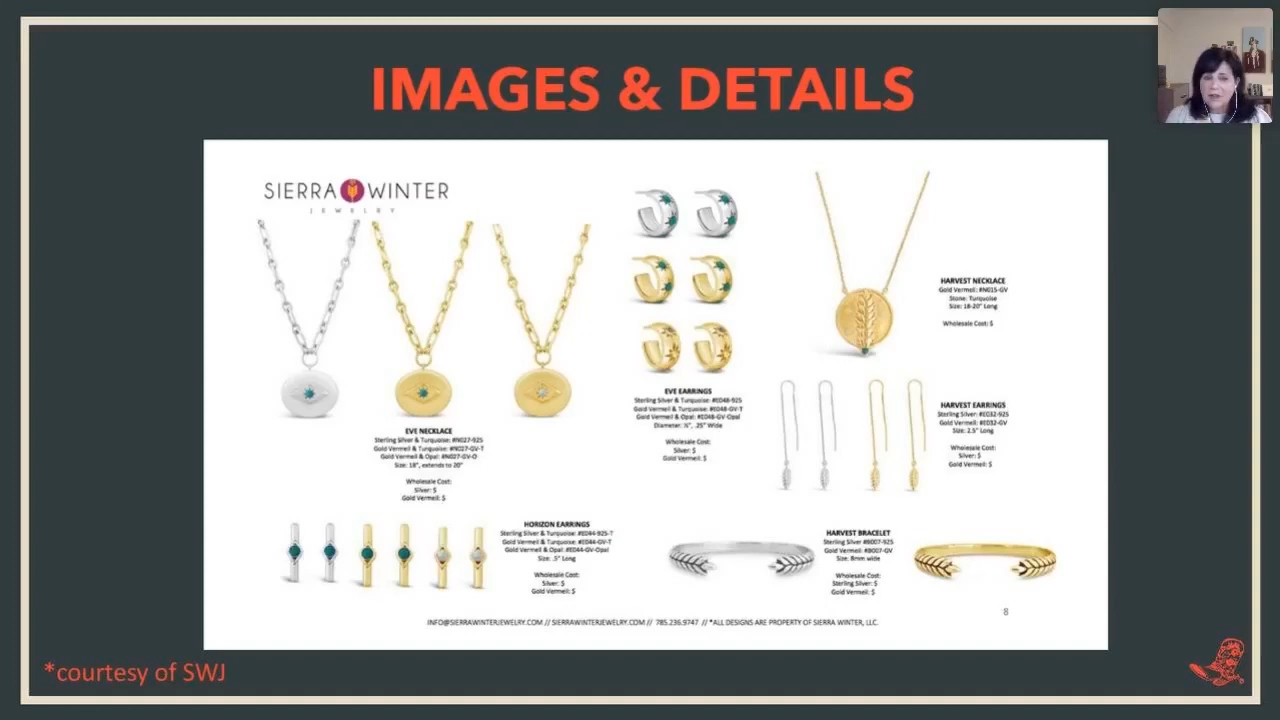 IMAGES & DETAILS
SIERRA WINTER
JEWELRY
EVE NECKLACE
Sterling Silver & Turquoise: #N027-925
Gold Vermeil & Turquoise: #N027-GV-T
Gold Vermeil & Opal: #N027-GV-O
Size: 18", extends to 20"
Wholesale Cost:
Silver: $
Gold Vermeil: $
EVE EARRINGS
Sterling Silver & Turquoise: #E048-925
Gold Vermeil & Turquoise: #E048-GV-T
Gold Vermeil & Opal: #E048-GV-Opal
Diameter: ½", .25" Wide
Wholesale Cost:
Silver: $
Gold Vermeil: $
HARVEST NECKLACE
Gold Vermeil: #N015-GV
Stone: Turquoise
Size: 18-20" Long
Wholesale Cost: $
HARVEST EARRINGS
Sterling Silver: #E032-925
Gold Vermeil: #E032-GV
Size: 2.5" Long
Wholesale Cost:
Silver: $
Gold Vermeil: $
HORIZON EARRINGS
Sterling Silver & Turquoise: #E044-925-T
Gold Vermeil & Turquoise: #E044-GV-T
Gold Vermeil & Opal: #E044-GV-Opal
Size: .5" Long
Wholesale Cost:
Silver: $
Gold Vermeil: $
HARVEST BRACELET
Sterling Silver #B007-925
Gold Vermeil: #B007-GV
Size: 8mm wide
Wholesale Cost:
Sterling Silver: $
Gold Vermeil: $
8
INFO@SIERRAWINTERJEWELRY.COM // SIERRAWINTERJEWELRY.COM // 785.236.9747 // *ALL DESIGNS ARE PROPERTY OF SIERRA WINTER, LLC.
*courtesy of SWJ